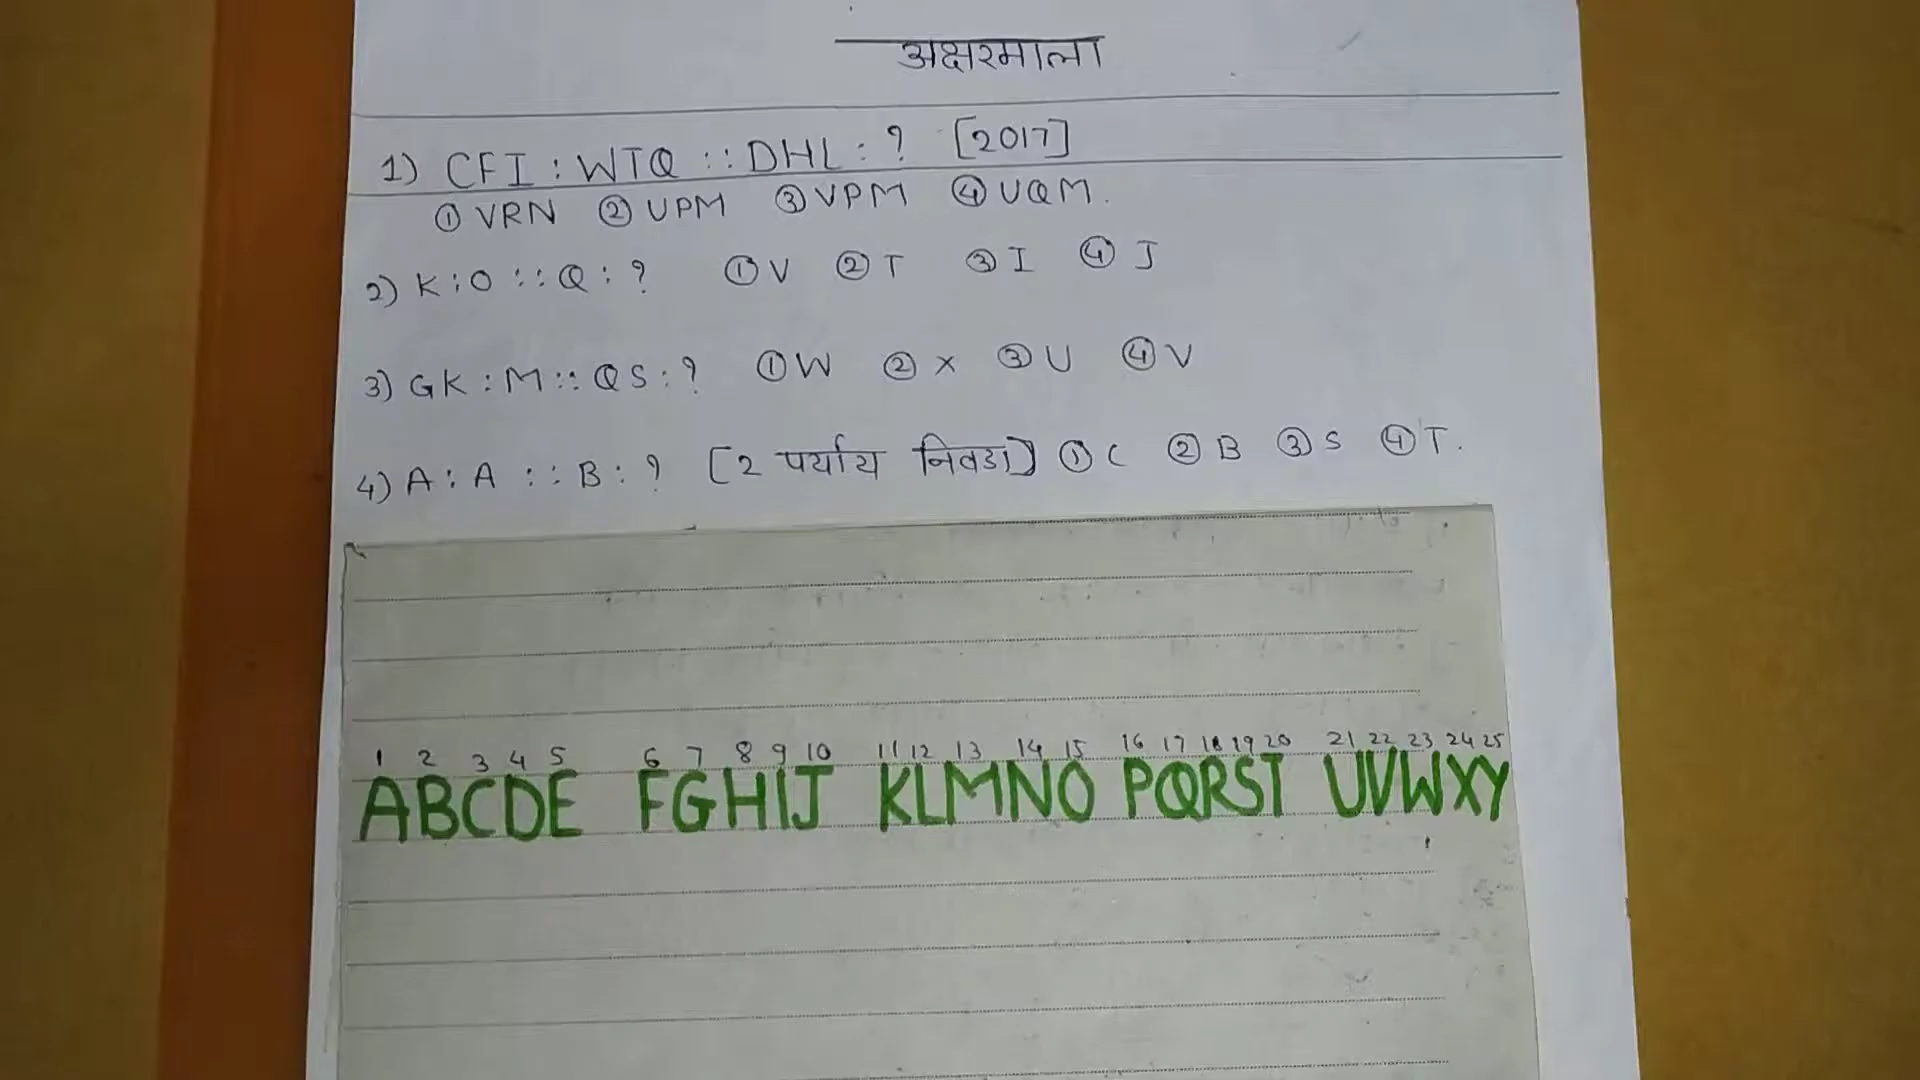 अक्षरमाला
1) CFI : WTQ :: DHL : ? [2017]
① VRN ② UPM ③ VPM ④ UQM.
2) K : O :: Q : ? ① V ② T ③ I ④ J
3) GK : M :: QS : ? ① W ② X ③ U ④ V
4) A : A :: B : ? [2 पर्याय निवडा] ① C ② B ③ S ④ T.
1 2 3 4 5 6 7 8 9 10 11 12 13 14 15 16 17 18 19 20 21 22 23 24 25
ABCDE FGHIJ KLMNO PQRST UVWXY